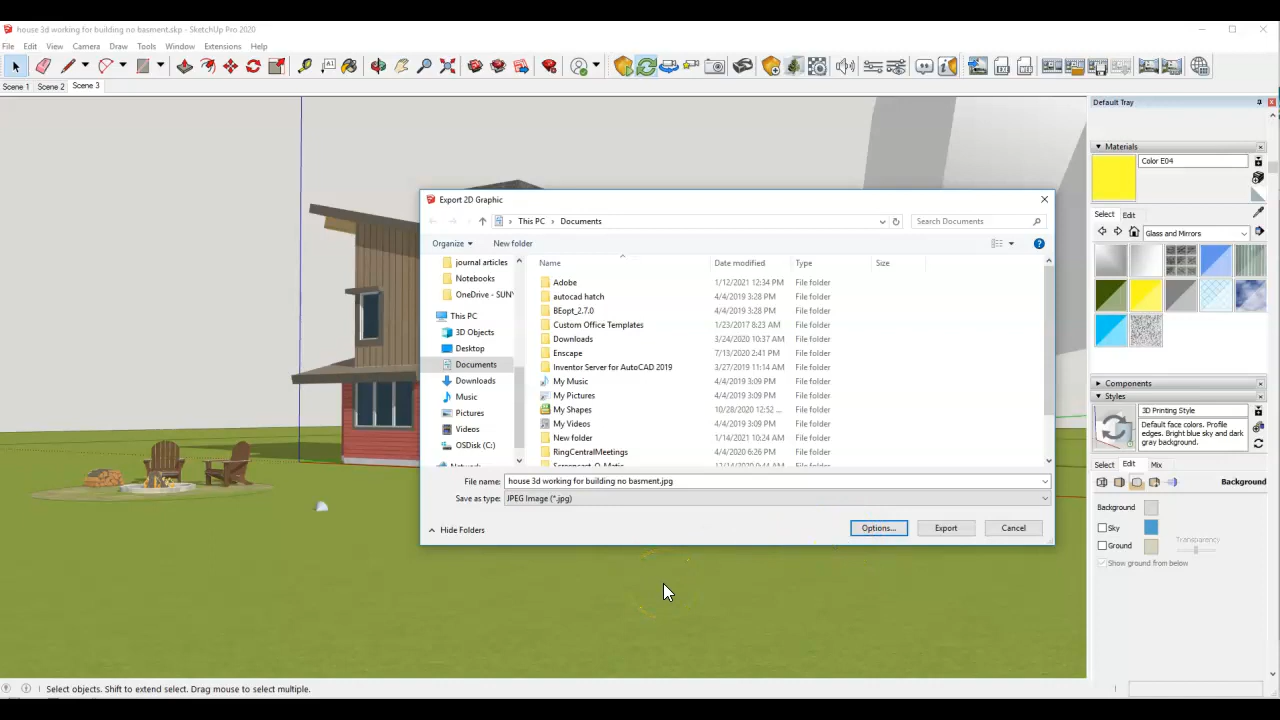 house 3d working for building no basment.skp - SketchUp Pro 2020
File Edit View Camera Draw Tools Window Extensions Help
Scene 1 Scene 2 Scene 3
Default Tray
Materials
Color E04
Select Edit
Glass and Mirrors
Components
Styles
3D Printing Style
Default face colors. Profile
edges. Bright blue sky and dark
gray background.
Select Edit Mix
Background
Background
Sky
Ground
Transparency
Show ground from below
Export 2D Graphic
This PC Documents
Search Documents
Organize New folder
journal articles
Notebooks
OneDrive - SUN
This PC
3D Objects
Desktop
Documents
Downloads
Music
Pictures
Videos
OSDisk (C:)
Network
Name Date modified Type Size
Adobe 1/12/2021 12:34 PM File folder
autocad hatch 4/4/2019 3:28 PM File folder
BEopt_2.7.0 4/4/2019 3:28 PM File folder
Custom Office Templates 1/23/2017 8:23 AM File folder
Downloads 3/24/2020 10:37 AM File folder
Enscape 7/13/2020 2:41 PM File folder
Inventor Server for AutoCAD 2019 3/27/2019 11:14 AM File folder
My Music 4/4/2019 3:09 PM File folder
My Pictures 4/4/2019 3:09 PM File folder
My Shapes 10/28/2020 12:52 ... File folder
My Videos 4/4/2019 3:09 PM File folder
New folder 1/14/2021 10:24 AM File folder
RingCentralMeetings 4/4/2020 6:26 PM File folder
Screencast-O-Matic 12/14/2020 9:44 AM File folder
File name: house 3d working for building no basment.jpg
Save as type: JPEG Image (*.jpg)
Hide Folders
Options... Export Cancel
Select objects. Shift to extend select. Drag mouse to select multiple.